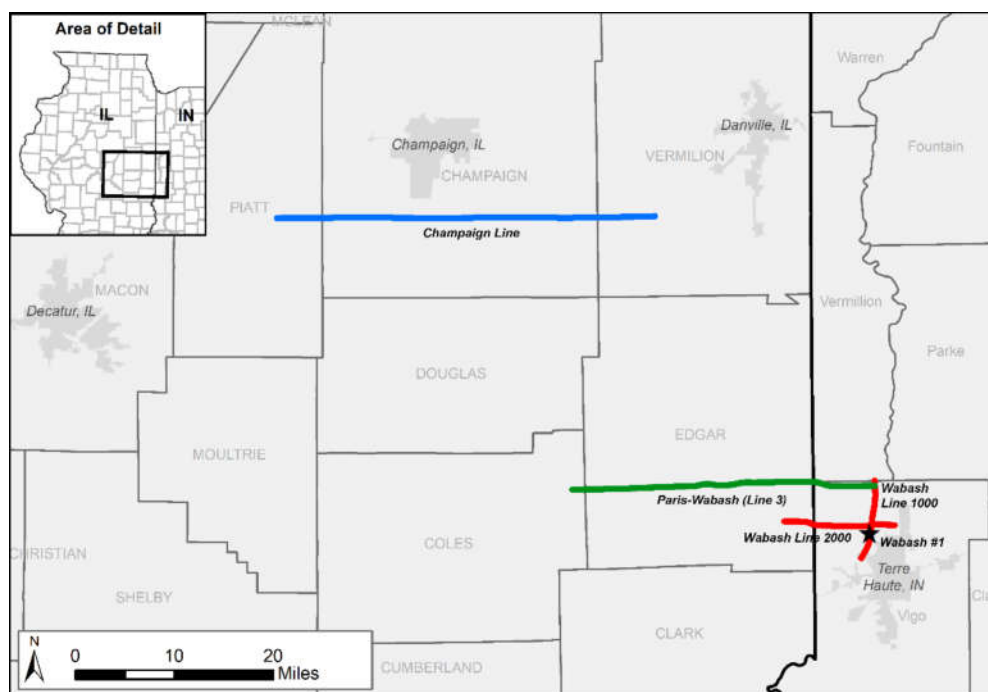 Area of Detail
IL
IN
MCLEAN
Warren
Champaign, IL
Danville, IL
CHAMPAIGN
VERMILION
Fountain
PIATT
Champaign Line
MACON
Decatur, IL
Vermillion
Parke
DOUGLAS
EDGAR
MOULTRIE
Paris-Wabash (Line 3)
Wabash
Line 1000
Wabash Line 2000
Wabash #1
COLES
CHRISTIAN
Terre
Haute, IN
SHELBY
Vigo
CLARK
CUMBERLAND
N
0 10 20
Miles